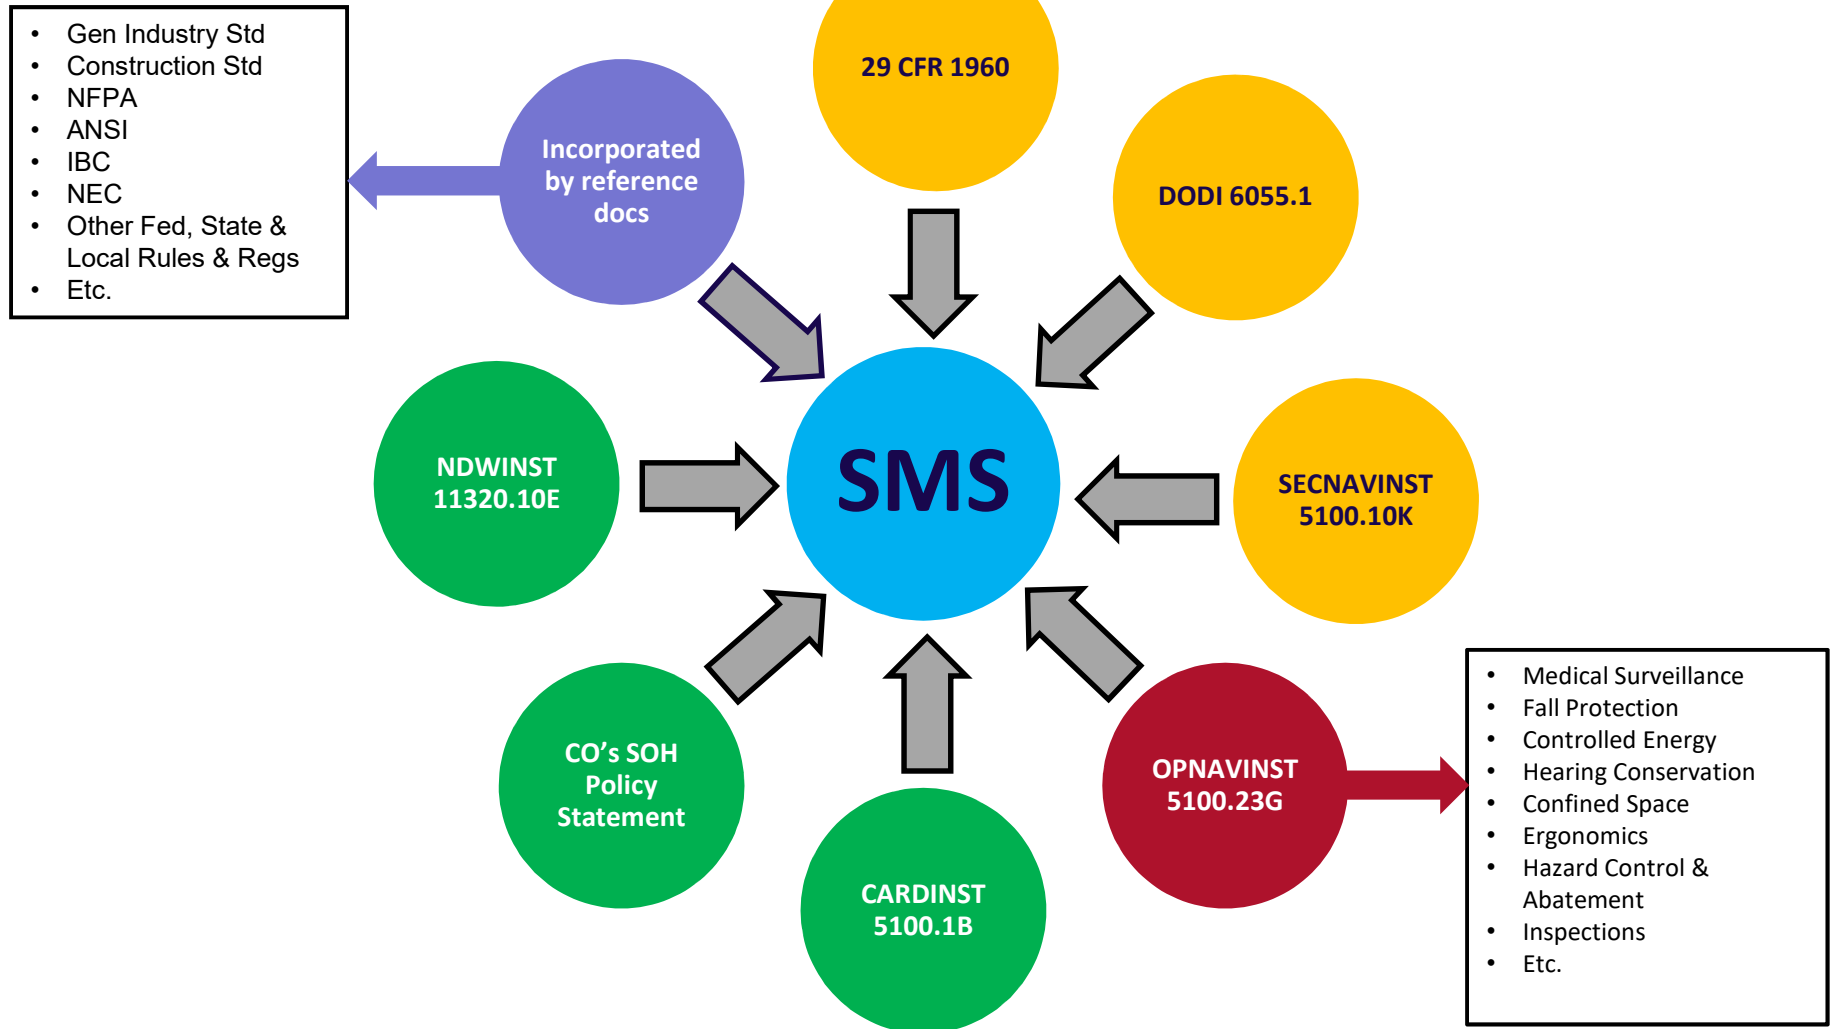 • Gen Industry Std
• Construction Std
• NFPA
• ANSI
• IBC
• NEC
• Other Fed, State &
Local Rules & Regs
• Etc.
Incorporated
by reference
docs
29 CFR 1960
DODI 6055.1
NDWINST
11320.10E
SMS
SECNAVINST
5100.10K
CO’s SOH
Policy
Statement
CARDINST
5100.1B
OPNAVINST
5100.23G
• Medical Surveillance
• Fall Protection
• Controlled Energy
• Hearing Conservation
• Confined Space
• Ergonomics
• Hazard Control &
Abatement
• Inspections
• Etc.